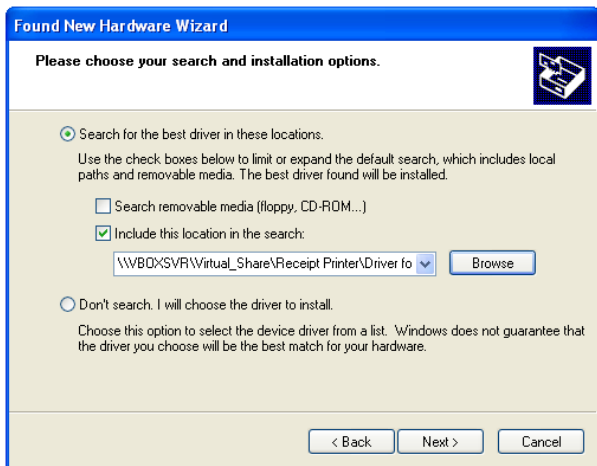 Found New Hardware Wizard
Please choose your search and installation options.
Search for the best driver in these locations.
Use the check boxes below to limit or expand the default search, which includes local
paths and removable media. The best driver found will be installed.
Search removable media (floppy, CD-ROM...)
Include this location in the search:
\\VBOXSVR\Virtual_Share\Receipt Printer\Driver fo
Browse
Don't search. I will choose the driver to install.
Choose this option to select the device driver from a list. Windows does not guarantee that
the driver you choose will be the best match for your hardware.
< Back Next > Cancel